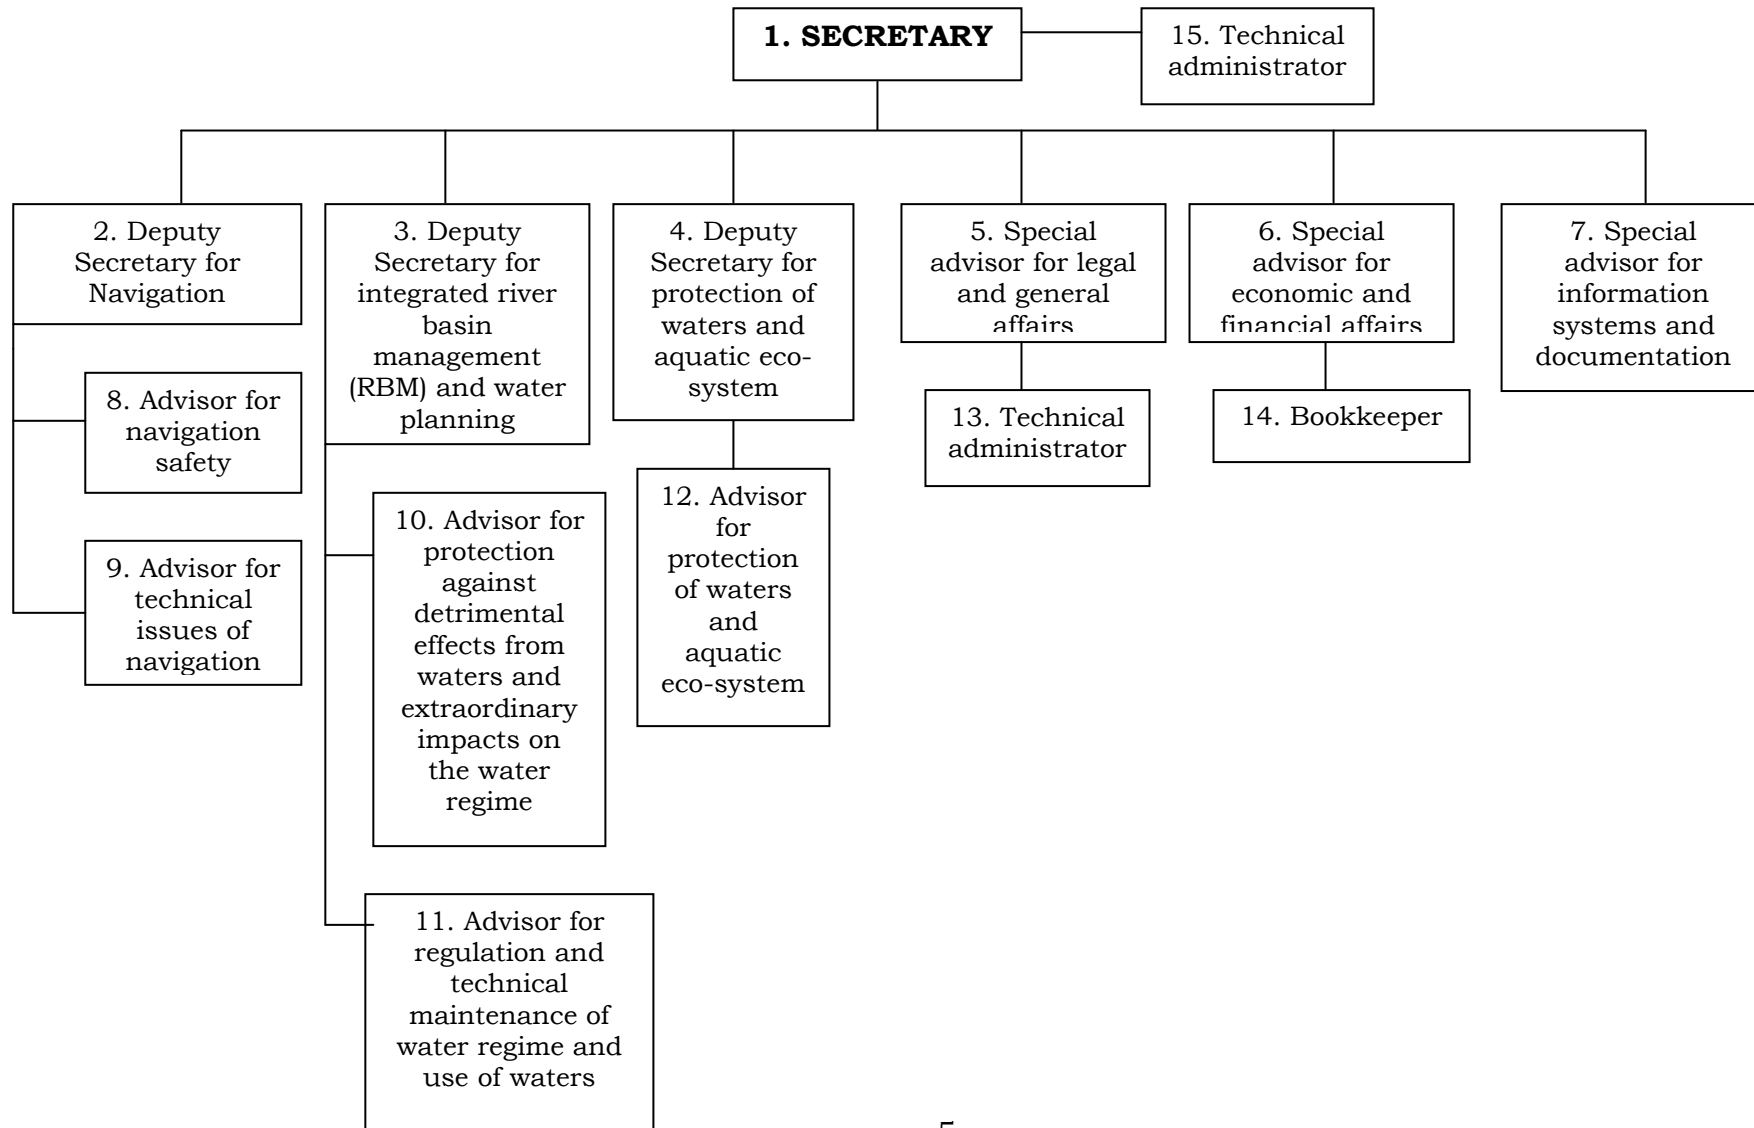 1. SECRETARY
15. Technical
administrator
2. Deputy
Secretary for
Navigation
3. Deputy
Secretary for
integrated river
basin
management
(RBM) and water
planning
4. Deputy
Secretary for
protection of
waters and
aquatic eco-
system
5. Special
advisor for legal
and general
affairs
6. Special
advisor for
economic and
financial affairs
7. Special
advisor for
information
systems and
documentation
8. Advisor for
navigation
safety
9. Advisor for
technical
issues of
navigation
10. Advisor for
protection
against
detrimental
effects from
waters and
extraordinary
impacts on
the water
regime
11. Advisor for
regulation and
technical
maintenance of
water regime and
use of waters
12. Advisor
for
protection
of waters
and
aquatic
eco-system
13. Technical
administrator
14. Bookkeeper
5